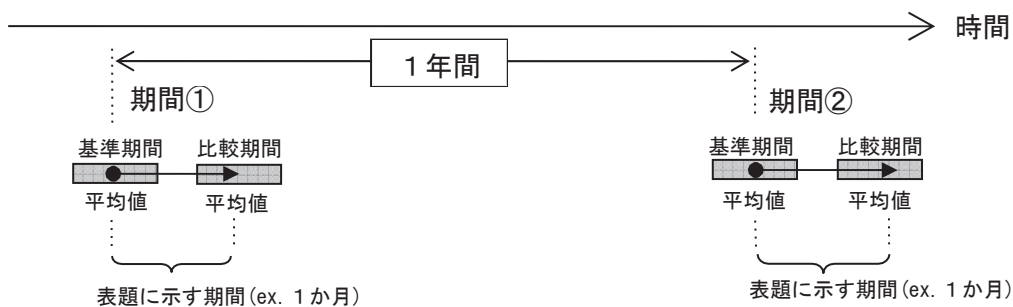 時間
１年間
期間①
期間②
基準期間 比較期間
基準期間 比較期間
平均値 平均値
平均値 平均値
表題に示す期間(ex. １か月)
表題に示す期間(ex. １か月)